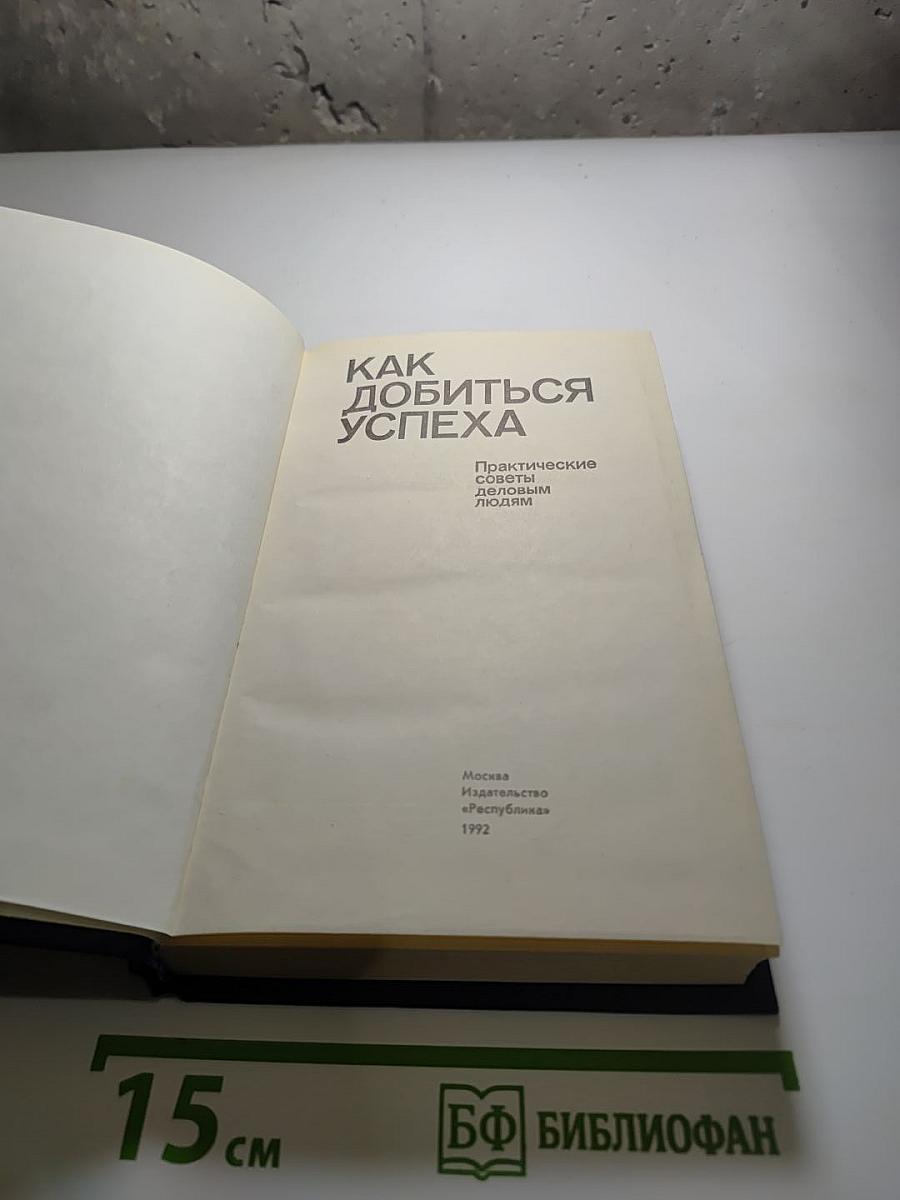 КАК
ДОБИТЬСЯ
УСПЕХА
Практические
советы
деловым
людям
Москва
Издательство
«Республика»
1992
15 см
БФ БИБЛИОФАН